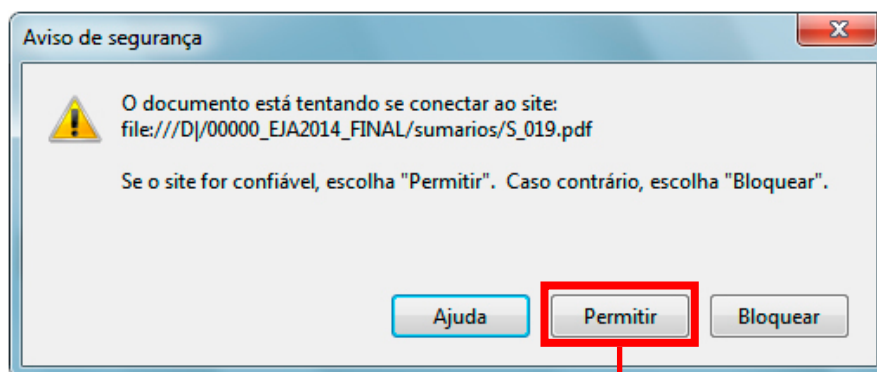 Aviso de segurança
O documento está tentando se conectar ao site:
file:///D|/00000_EJA2014_FINAL/sumarios/S_019.pdf
Se o site for confiável, escolha "Permitir".  Caso contrário, escolha "Bloquear".
Ajuda
Permitir
Bloquear